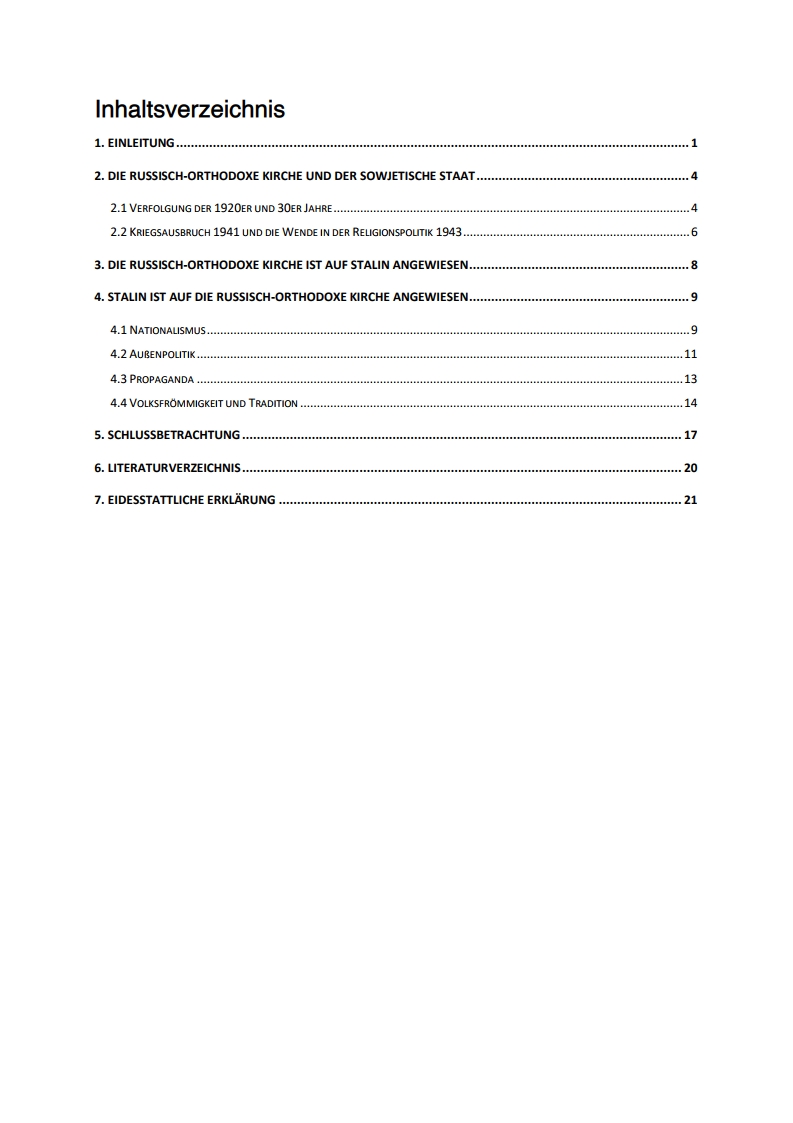 Inhaltsverzeichnis
1. EINLEITUNG 1
2. DIE RUSSISCH-ORTHODOXE KIRCHE UND DER SOWJETISCHE STAAT 4
2.1 VERFOLGUNG DER 1920ER UND 30ER JAHRE 4
2.2 KRIEGSAUSBRUCH 1941 UND DIE WENDE IN DER RELIGIONSPOLITIK 1943 6
3. DIE RUSSISCH-ORTHODOXE KIRCHE IST AUF STALIN ANGEWIESEN 8
4. STALIN IST AUF DIE RUSSISCH-ORTHODOXE KIRCHE ANGEWIESEN 9
4.1 NATIONALISMUS 9
4.2 AUßENPOLITIK 11
4.3 PROPAGANDA 13
4.4 VOLKSFRÖMMIGKEIT UND TRADITION 14
5. SCHLUSSBETRACHTUNG 17
6. LITERATURVERZEICHNIS 20
7. EIDESSTATTLICHE ERKLÄRUNG 21